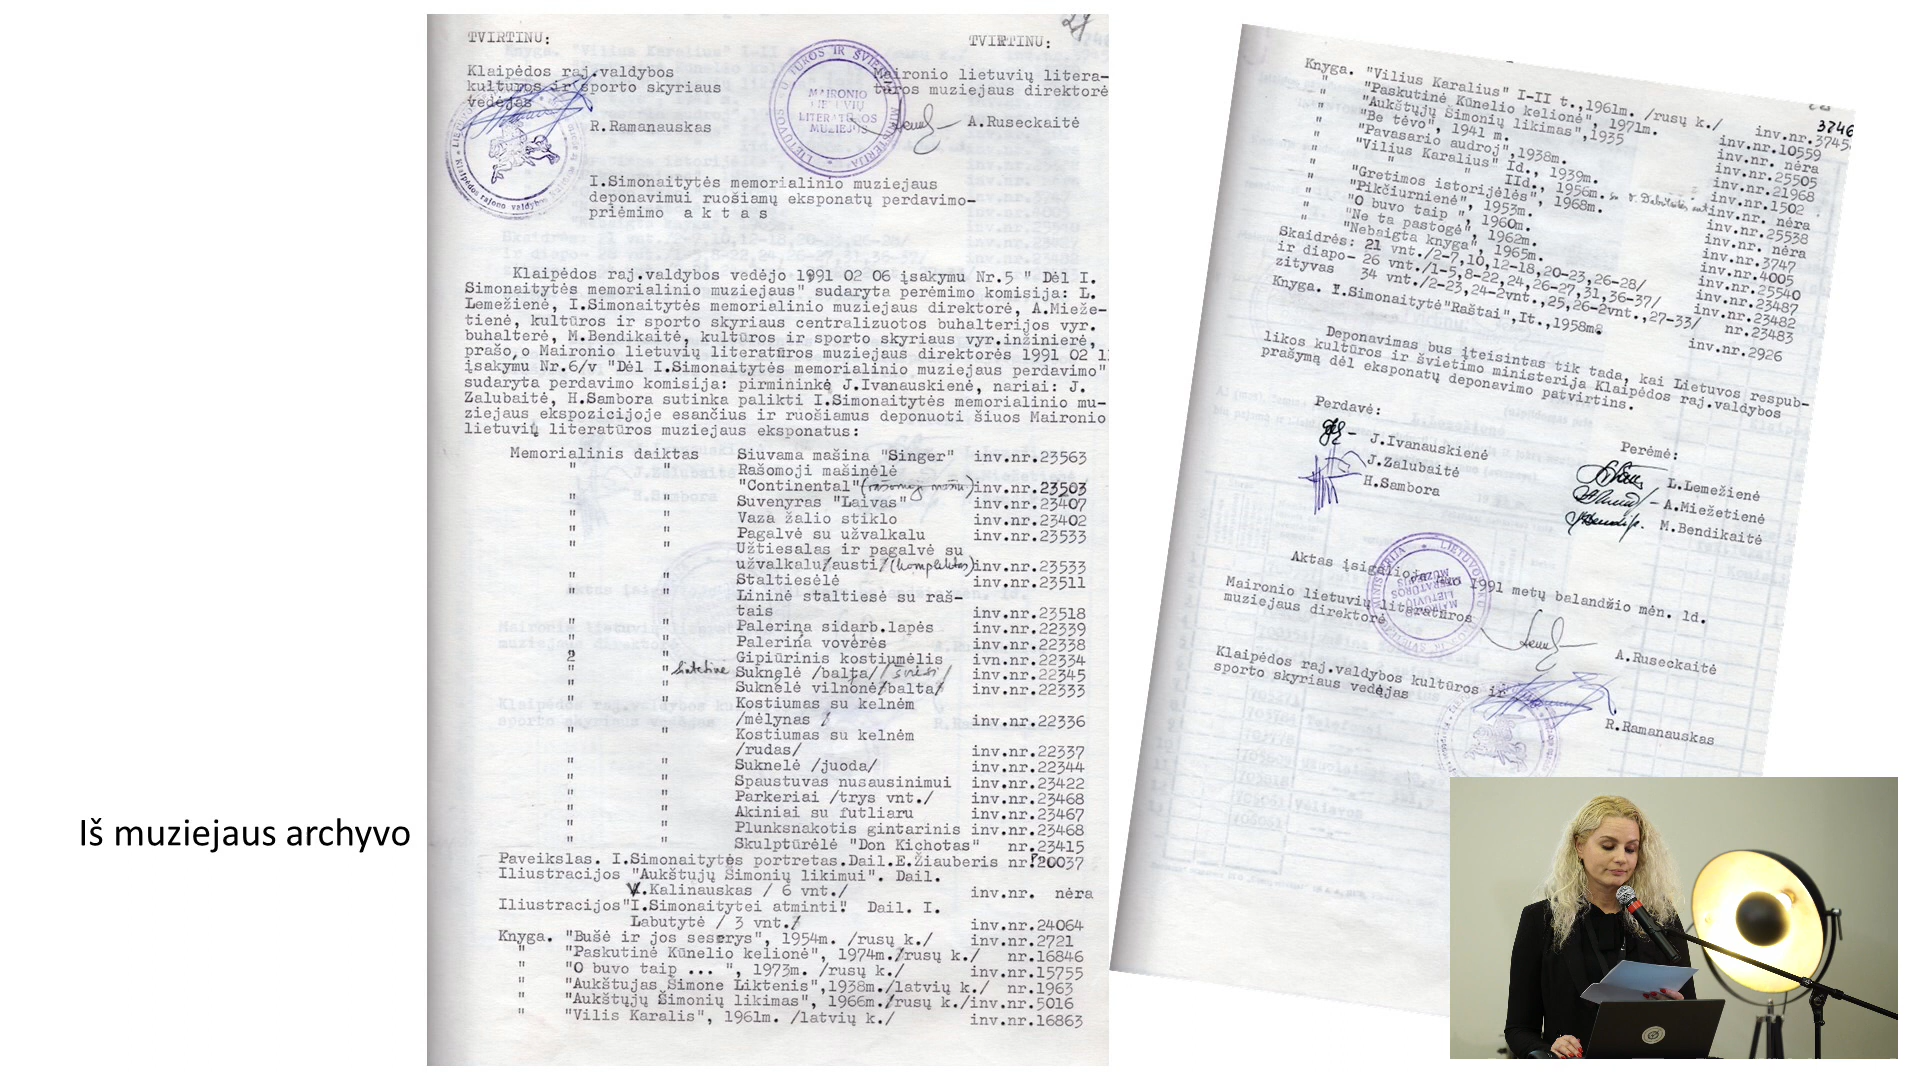 Iš muziejaus archyvo
TVIRTINU:
Klaipėdos raj.valdybos
kultūros ir sporto skyriaus
vedėjas
R.Ramanauskas
TVIRTINU:
Maironio lietuvių litera-
tūros muziejaus direktorė
A.Ruseckaitė
MAIRONIO
LIETUVIŲ
LITERATŪROS
MUZIEJUS
I.Simonaitytės memorialinio muziejaus
deponavimui ruošiamų eksponatų perdavimo-
priėmimo a k t a s
Klaipėdos raj.valdybos vedėjo 1991 02 06 įsakymu Nr.5 " Dėl I.
Simonaitytės memorialinio muziejaus" sudaryta perėmimo komisija: L.
Lemežienė, I.Simonaitytės memorialinio muziejaus direktorė, A.Mieže-
tienė, kultūros ir sporto skyriaus centralizuotos buhalterijos vyr.
buhalterė, M.Bendikaitė, kultūros ir sporto skyriaus vyr.inžinierė,
prašo,o Maironio lietuvių literatūros muziejaus direktorės 1991 02 1
įsakymu Nr.6/v "Dėl I.Simonaitytės memorialinio muziejaus perdavimo"
sudaryta perdavimo komisija: pirmininkė J.Ivanauskienė, nariai: J.
Zalubaitė, H.Sambora sutinka palikti I.Simonaitytės memorialinio mu-
ziejaus ekspozicijoje esančius ir ruošiamus deponuoti šiuos Maironio
lietuvių literatūros muziejaus eksponatus:
Memorialinis daiktas Siuvama mašina "Singer" inv.nr.23563
" " Rašomoji mašinėlė
"Continental" inv.nr.23503
" " Suvenyras "Laivas" inv.nr.23407
" " Vaza žalio stiklo inv.nr.23402
" " Pagalvė su užvalkalu inv.nr.23533
" " Užtiesalas ir pagalvė su
užvalkalu/austi/(komplektas)inv.nr.23533
" " Staltiesėlė inv.nr.23511
" " Lininė staltiesė su raš-
tais inv.nr.23518
" " Palerina sidarb.lapės inv.nr.22339
" " Palerina vovėrės inv.nr.22338
2 " Gipiūrinis kostiumėlis ivn.nr.22334
" " Suknelė /balta/ inv.nr.22345
" " Suknelė vilnonė/balta/ inv.nr.22333
" " Kostiumas su kelnėm
/mėlynas / inv.nr.22336
" " Kostiumas su kelnėm
/rudas/ inv.nr.22337
" " Suknelė /juoda/ inv.nr.22344
" " Spaustuvas nusausinimui inv.nr.23422
" " Parkeriai /trys vnt./ inv.nr.23468
" " Akiniai su futliaru inv.nr.23467
" " Plunksnakotis gintarinis inv.nr.23468
" " Skulptūrėlė "Don Kichotas" nr.23415
Paveikslas. I.Simonaitytės portretas.Dail.E.Žiauberis nr.20037
Iliustracijos "Aukštujų Šimonių likimui". Dail.
V.Kalinauskas / 6 vnt./ inv.nr. nėra
Iliustracijos"I.Simonaitytei atminti". Dail. I.
Labutytė / 3 vnt./ inv.nr.24064
Knyga. "Bušė ir jos seserys", 1954m. /rusų k./ inv.nr.2721
" "Paskutinė Kūnelio kelionė", 1974m./rusų k./ nr.16846
" "O buvo taip ... ", 1973m. /rusų k./ inv.nr.15755
" "Aukštujas Simone Liktenis",1938m./latvių k./ nr.1963
" "Aukštųjų Šimonių likimas", 1966m./rusų k./inv.nr.5016
" "Vilis Karalis", 1961m. /latvių k./ inv.nr.16863
Knyga. "Vilius Karalius" I-II t.,1961m. /rusų k./ inv.nr.3745,
3746
" "Paskutinė Kūnelio kelionė", 1971m. inv.nr.10559
" "Aukštųjų Šimonių likimas",1935 inv.nr. nėra
" "Be tėvo", 1941 m. inv.nr.25505
" "Pavasario audroj",1938m. inv.nr.21968
" "Vilius Karalius" Id., 1939m. inv.nr.1502
" " " IId., 1956m. inv.nr. nėra
" "Gretimos istorijėlės", 1968m. inv.nr.25538
" "Pikčiurnienė", 1953m. inv.nr. nėra
" "O buvo taip ", 1960m. inv.nr.3747
" "Ne ta pastogė", 1962m. inv.nr.4005
" "Nebaigta knyga", 1965m. inv.nr.25540
Skaidrės: 21 vnt./2-7,10,12-18,20-23,26-28/ inv.nr.23487
ir diapo- 26 vnt./1-5,8-22,24,26-27,31,36-37/ inv.nr.23482
zityvas 34 vnt./2-23,24-2vnt.,25,26-2vnt.,27-33/ nr.23483
Knyga. I.Simonaitytė"Raštai",It.,1958m. inv.nr.2926
Deponavimas bus įteisintas tik tada, kai Lietuvos respub-
likos kultūros ir švietimo ministerija Klaipėdos raj.valdybos
prašymą dėl eksponatų deponavimo patvirtins.
Perdavė:
J.Ivanauskienė
J.Zalubaitė
H.Sambora
Perėmė:
L.Lemežienė
A.Miežetienė
M.Bendikaitė
Aktas įsigalioja nuo 1991 metų balandžio mėn. 1d.
Maironio lietuvių literatūros
muziejaus direktorė
A.Ruseckaitė
Klaipėdos raj.valdybos kultūros ir
sporto skyriaus vedėjas
R.Ramanauskas